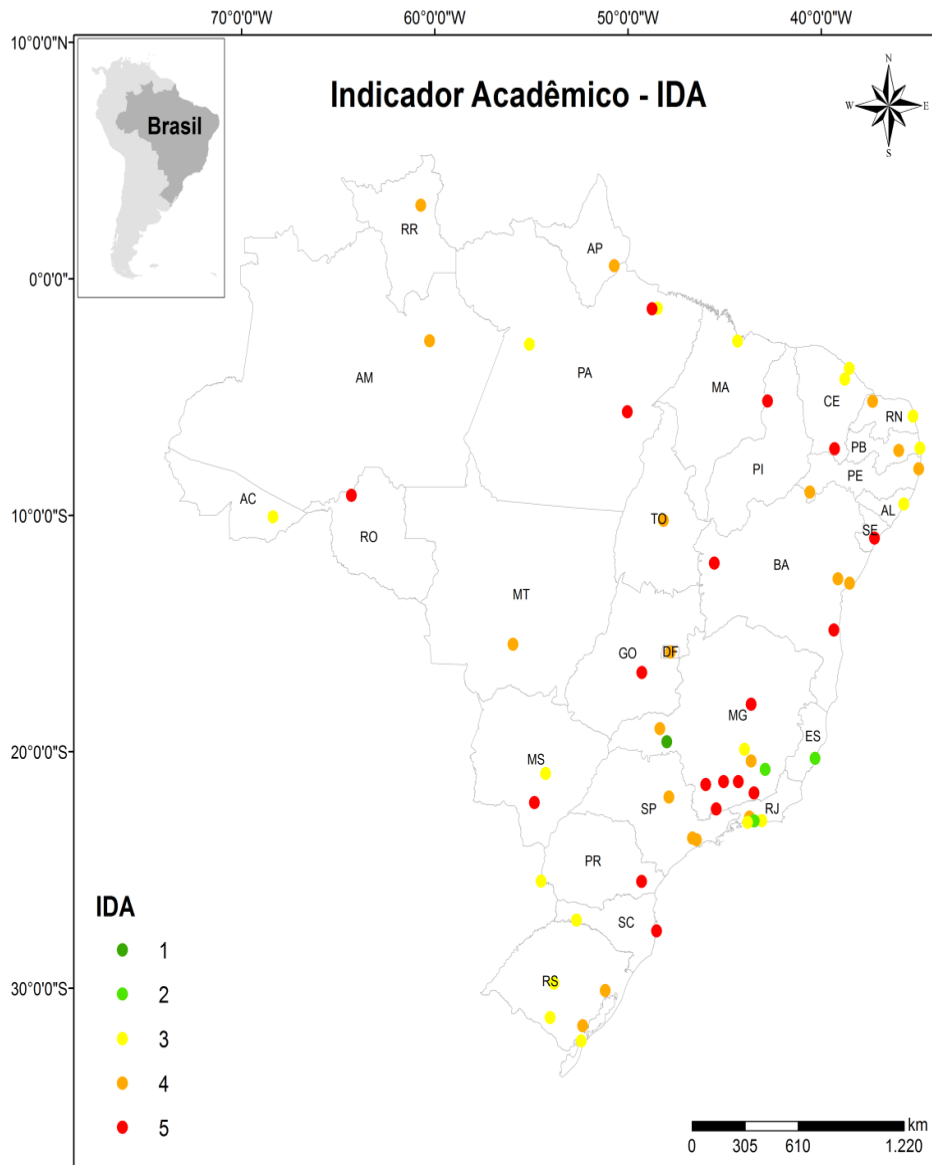 70°0'0"W 60°0'0"W 50°0'0"W 40°0'0"W
10°0'0"N
Indicador Acadêmico - IDA
Brasil
N
W E
S
RR
AP
0°0'0"
AM
PA
MA
CE
RN
PB
PI
PE
AC
AL
10°0'0"S
TO
SE
RO
BA
MT
GO
DF
MG
ES
20°0'0"S
MS
SP
RJ
PR
IDA
SC
1
RS
30°0'0"S
2
3
4
5
km
0 305 610 1.220